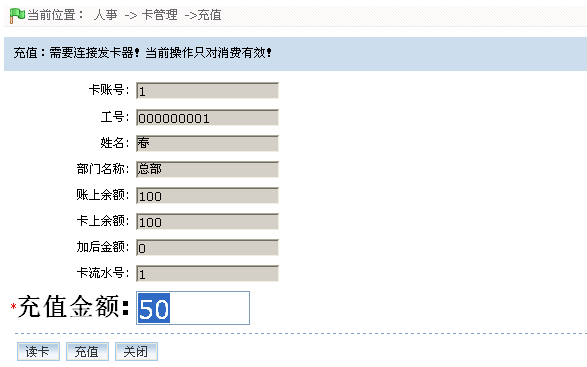 当前位置： 人事 -> 卡管理 ->充值
充值：需要连接发卡器！当前操作只对消费有效！
卡账号: 1
工号: 000000001
姓名: 春
部门名称: 总部
账上余额: 100
卡上余额: 100
加后金额: 0
卡流水号: 1
*充值金额: 50
读卡 充值 关闭